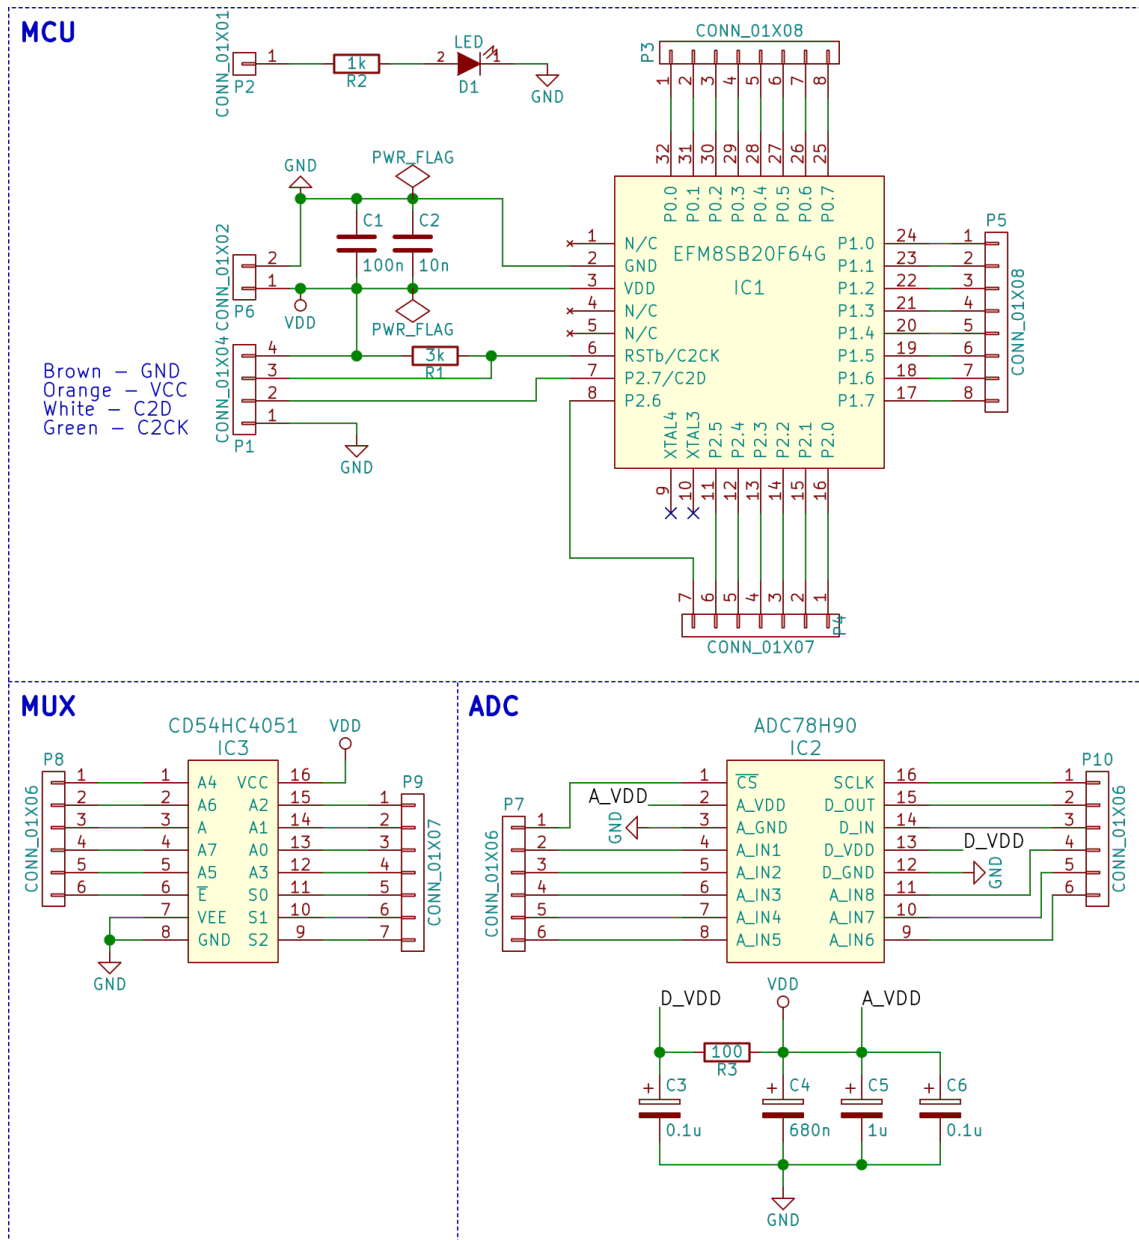 MCU
CONN_01X01
1
P2
1k
R2
2
LED
1
D1
GND
CONN_01X08
P3
1 2 3 4 5 6 7 8
32 31 30 29 28 27 26 25
P0.0 P0.1 P0.2 P0.3 P0.4 P0.5 P0.6 P0.7
GND
PWR_FLAG
C1
100n
C2
10n
CONN_01X02
2
1
P6
VDD
PWR_FLAG
CONN_01X04
4
3
2
1
P1
3k
R1
GND
Brown – GND
Orange – VCC
White – C2D
Green – C2CK
EFM8SB20F64G
IC1
1 N/C
2 GND
3 VDD
4 N/C
5 N/C
6 RSTb/C2CK
7 P2.7/C2D
8 P2.6
P1.0 24 1
P1.1 23 2
P1.2 22 3
P1.3 21 4
P1.4 20 5
P1.5 19 6
P1.6 18 7
P1.7 17 8
P5
CONN_01X08
XTAL4 XTAL3 P2.5 P2.4 P2.3 P2.2 P2.1 P2.0
9 10 11 12 13 14 15 16
7 6 5 4 3 2 1
P4
CONN_01X07
MUX
CD54HC4051
IC3
VDD
P8
CONN_01X06
1 1 A4 VCC 16
2 2 A6 A2 15 1
3 3 A A1 14 2
4 4 A7 A0 13 3
5 5 A5 A3 12 4
6 6 E S0 11 5
7 VEE S1 10 6
8 GND S2 9 7
P9
CONN_01X07
GND
ADC
ADC78H90
IC2
P7
CONN_01X06
A_VDD
GND
1 1 CS SCLK 16 1
2 A_VDD D_OUT 15 2
3 A_GND D_IN 14 3
2 4 A_IN1 D_VDD 13 D_VDD 4
3 5 A_IN2 D_GND 12 GND 5
4 6 A_IN3 A_IN8 11 6
5 7 A_IN4 A_IN7 10
6 8 A_IN5 A_IN6 9
P10
CONN_01X06
D_VDD
VDD
A_VDD
100
R3
+ C3
0.1u
+ C4
680n
+ C5
1u
+ C6
0.1u
GND